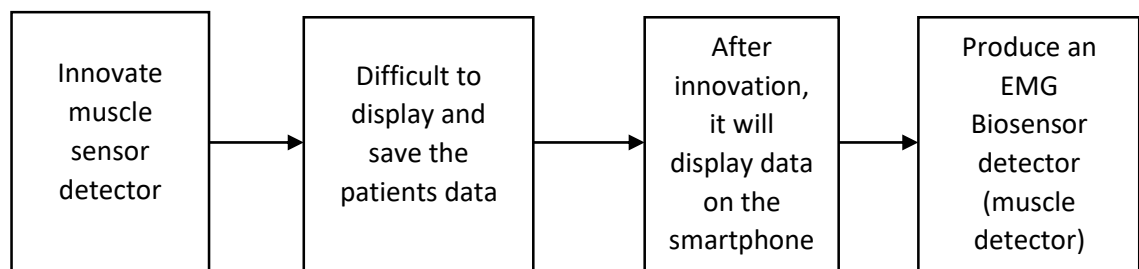 Innovate
muscle
sensor
detector
Difficult to
display and
save the
patients data
After
innovation,
it will
display data
on the
smartphone
Produce an
EMG
Biosensor
detector
(muscle
detector)